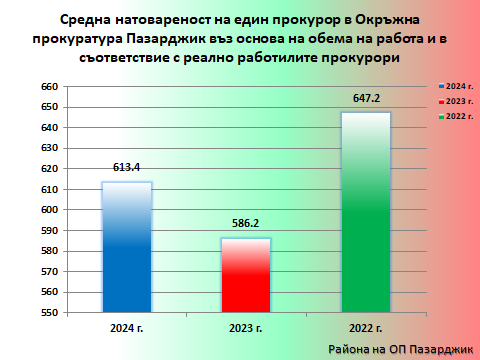 Средна натовареност на един прокурор в Окръжна
прокуратура Пазарджик въз основа на обема на работа и в
съответствие с реално работилите прокурори
660
650
640
630
620
610
600
590
580
570
560
550
613.4
586.2
647.2
2024 г.
2023 г.
2022 г.
2024 г.
2023 г.
2022 г.
Района на ОП Пазарджик